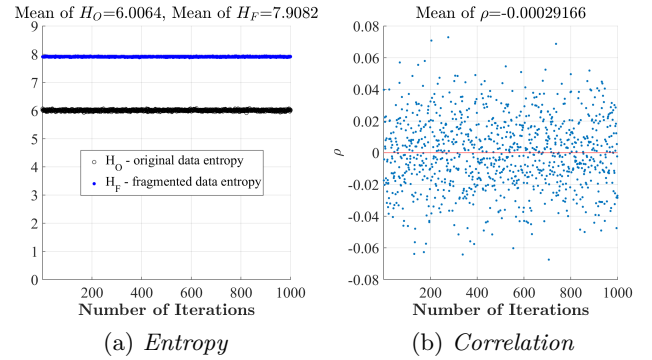 Mean of H_O=6.0064, Mean of H_F=7.9082
9
8
7
6
5
4
3
2
1
0
H_O - original data entropy
H_F - fragmented data entropy
200 400 600 800 1000
Number of Iterations
(a) Entropy
Mean of ρ=-0.00029166
0.08
0.06
0.04
0.02
0
-0.02
-0.04
-0.06
-0.08
ρ
200 400 600 800 1000
Number of Iterations
(b) Correlation